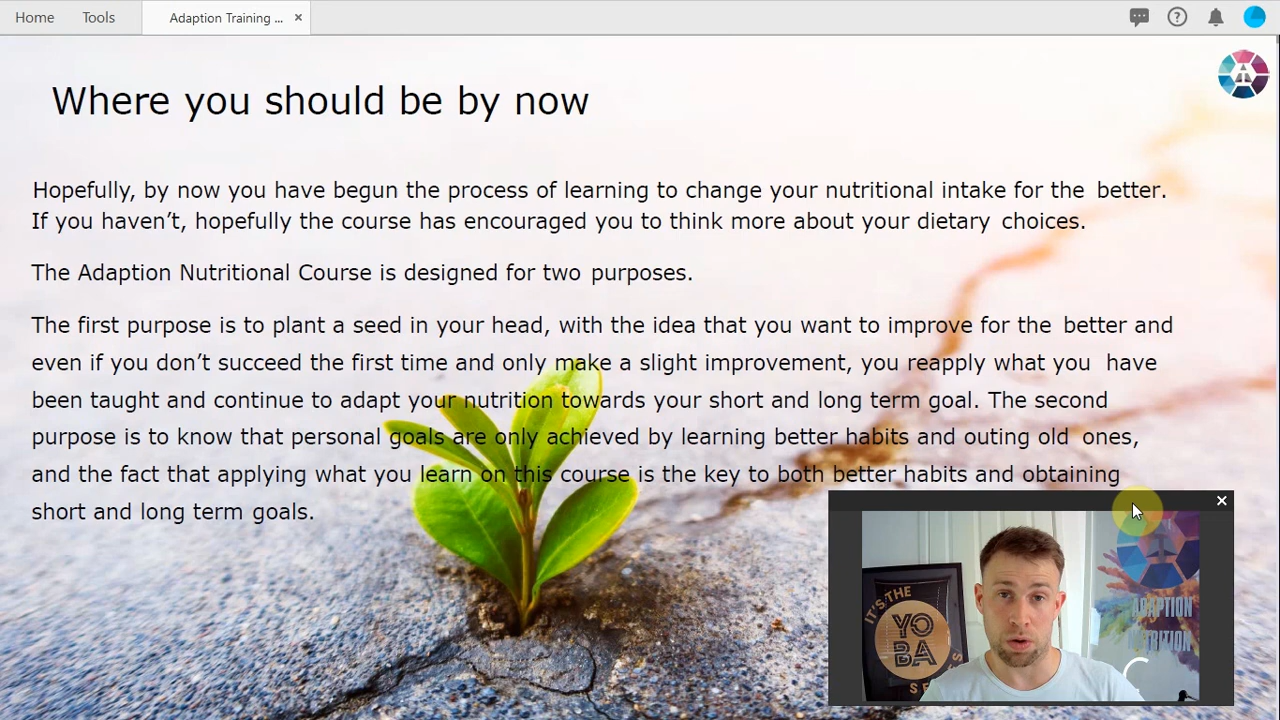 Home Tools Adaption Training ...
Where you should be by now
Hopefully, by now you have begun the process of learning to change your nutritional intake for the better.
If you haven’t, hopefully the course has encouraged you to think more about your dietary choices.
The Adaption Nutritional Course is designed for two purposes.
The first purpose is to plant a seed in your head, with the idea that you want to improve for the better and
even if you don’t succeed the first time and only make a slight improvement, you reapply what you have
been taught and continue to adapt your nutrition towards your short and long term goal. The second
purpose is to know that personal goals are only achieved by learning better habits and outing old ones,
and the fact that applying what you learn on this course is the key to both better habits and obtaining
short and long term goals.
IT'S THE
YO
BA
ADAPTION
NUTRITION